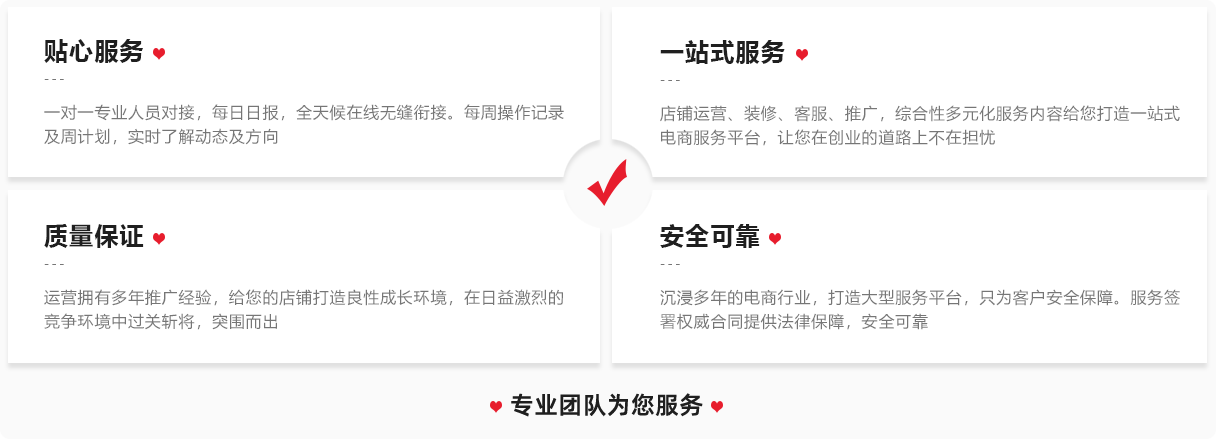 贴心服务
---
一对一专业人员对接，每日日报，全天候在线无缝衔接。每周操作记录
及周计划，实时了解动态及方向
一站式服务
---
店铺运营、装修、客服、推广，综合性多元化服务内容给您打造一站式
电商服务平台，让您在创业的道路上不在担忧
质量保证
---
运营拥有多年推广经验，给您的店铺打造良性成长环境，在日益激烈的
竞争环境中过关斩将，突围而出
安全可靠
---
沉浸多年的电商行业，打造大型服务平台，只为客户安全保障。服务签
署权威合同提供法律保障，安全可靠
专业团队为您服务